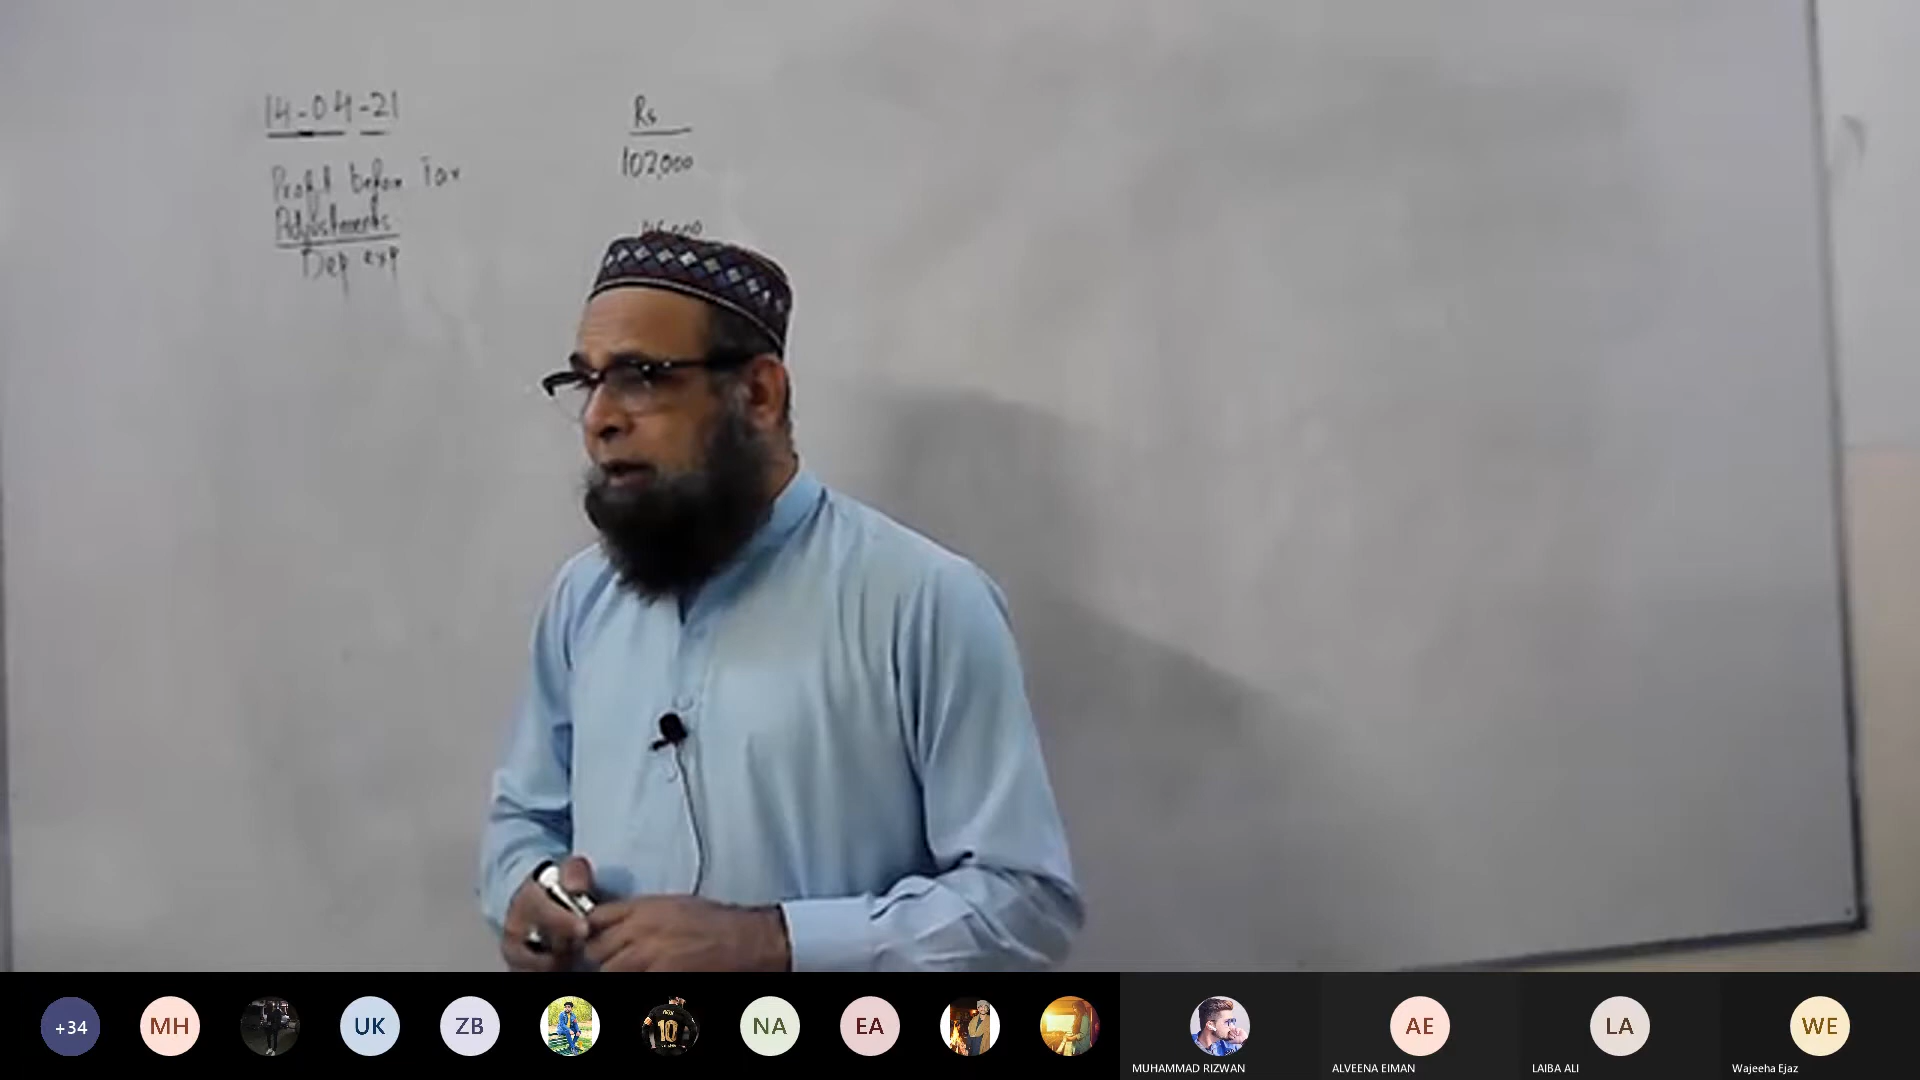 14-04-21
Rs
Profit before Tax
102,000
Adjustments
Dep exp
+34
MH
UK
ZB
10
NA
EA
AE
LA
WE
MUHAMMAD RIZWAN
ALVEENA EIMAN
LAIBA ALI
Wajeeha Ejaz